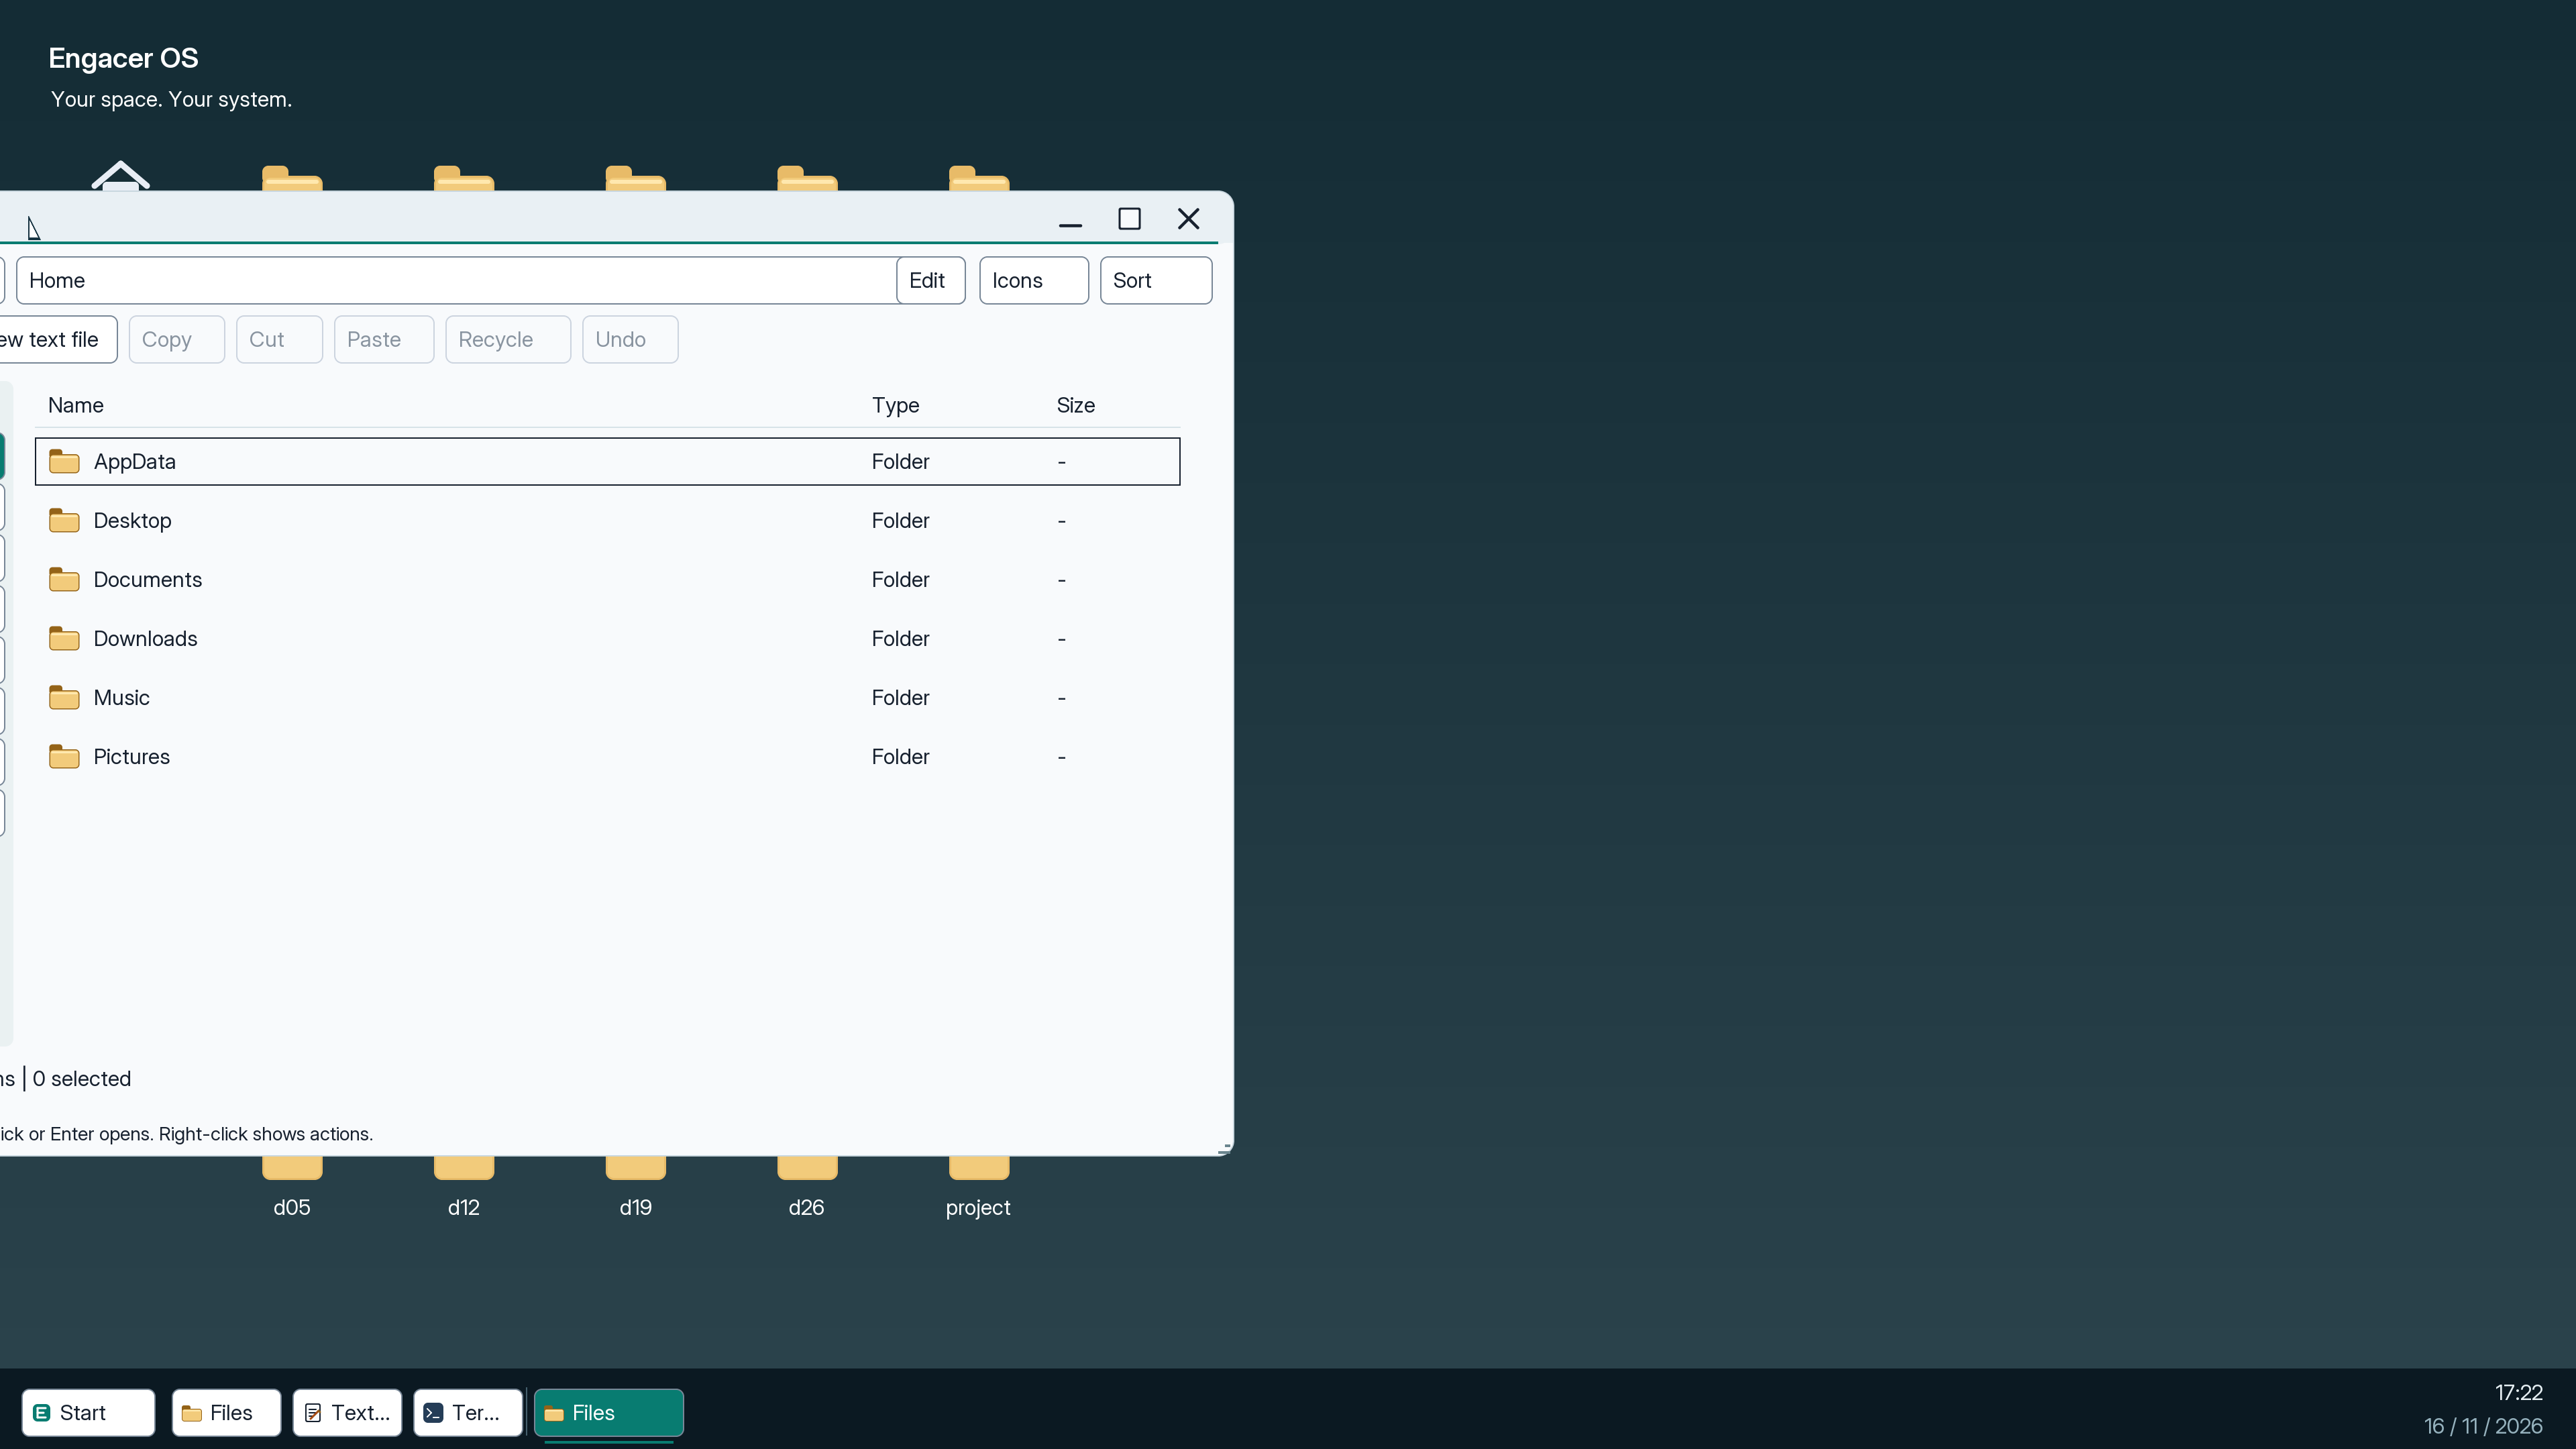 Engacer OS
Your space. Your system.
Home Edit Icons Sort
ew text file Copy Cut Paste Recycle Undo
Name Type Size
AppData Folder -
Desktop Folder -
Documents Folder -
Downloads Folder -
Music Folder -
Pictures Folder -
| 0 selected
ick or Enter opens. Right-click shows actions.
d05 d12 d19 d26 project
Start Files Text... Ter... Files
17:22
16 / 11 / 2026